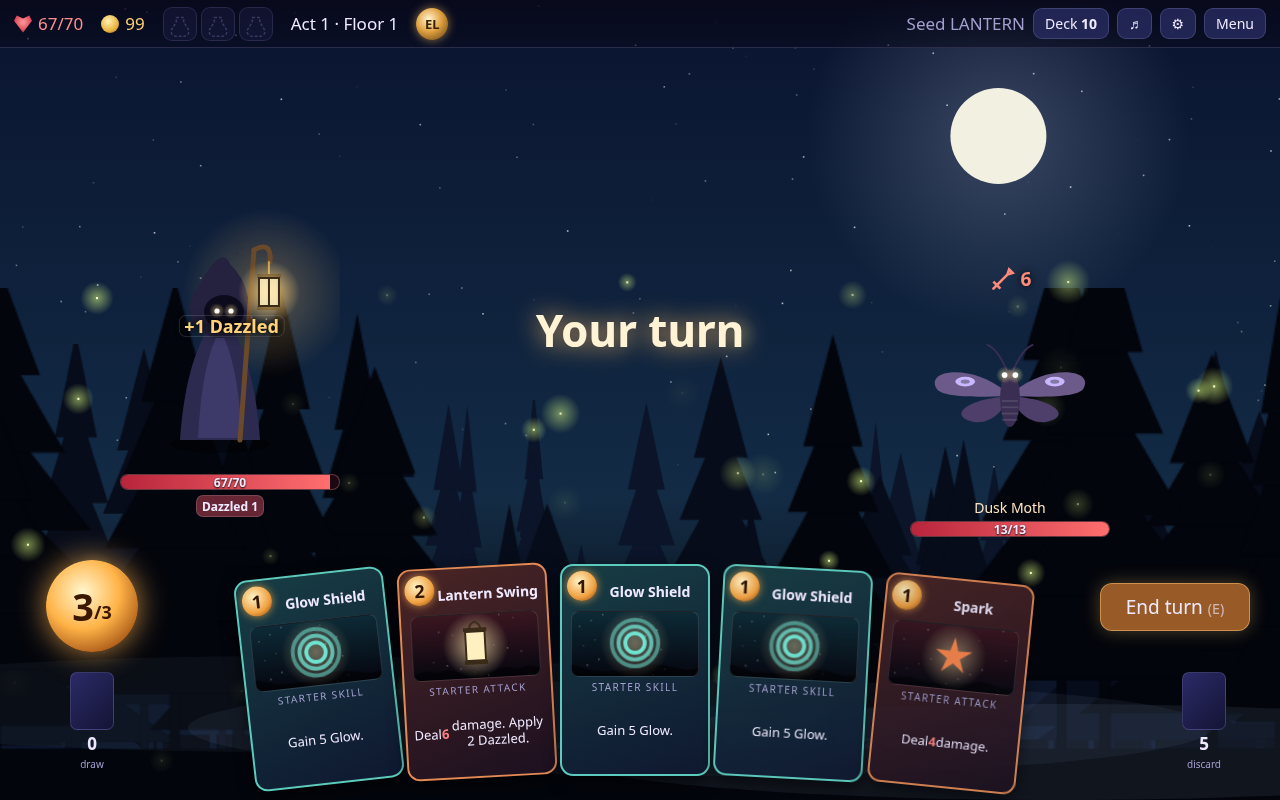 67/70 99 Act 1 · Floor 1 EL Seed LANTERN Deck 10 ♬ ⚙ Menu
6
+1 Dazzled
Your turn
67/70
Dazzled 1
Dusk Moth
13/13
3/3
End turn (E)
0
draw
1 Glow Shield
STARTER SKILL
Gain 5 Glow.
2 Lantern Swing
STARTER ATTACK
Deal 6 damage. Apply
2 Dazzled.
1 Glow Shield
STARTER SKILL
Gain 5 Glow.
1 Glow Shield
STARTER SKILL
Gain 5 Glow.
1 Spark
STARTER ATTACK
Deal 4 damage.
5
discard